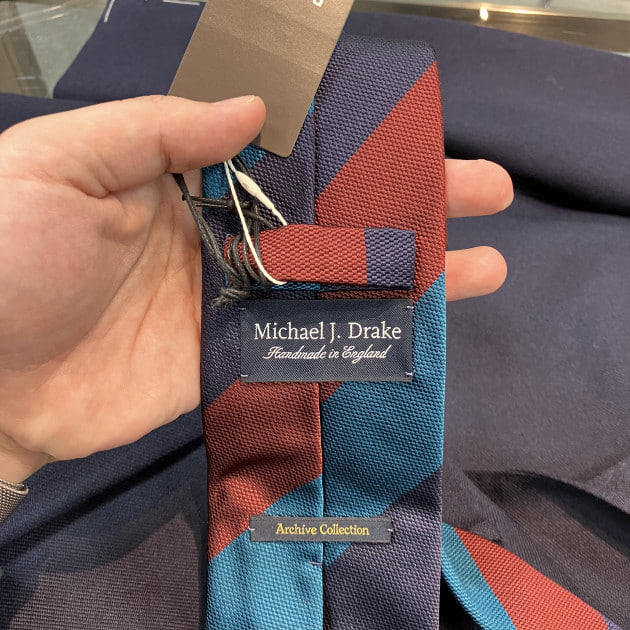 Michael J. Drake
Handmade in England
Archive Collection